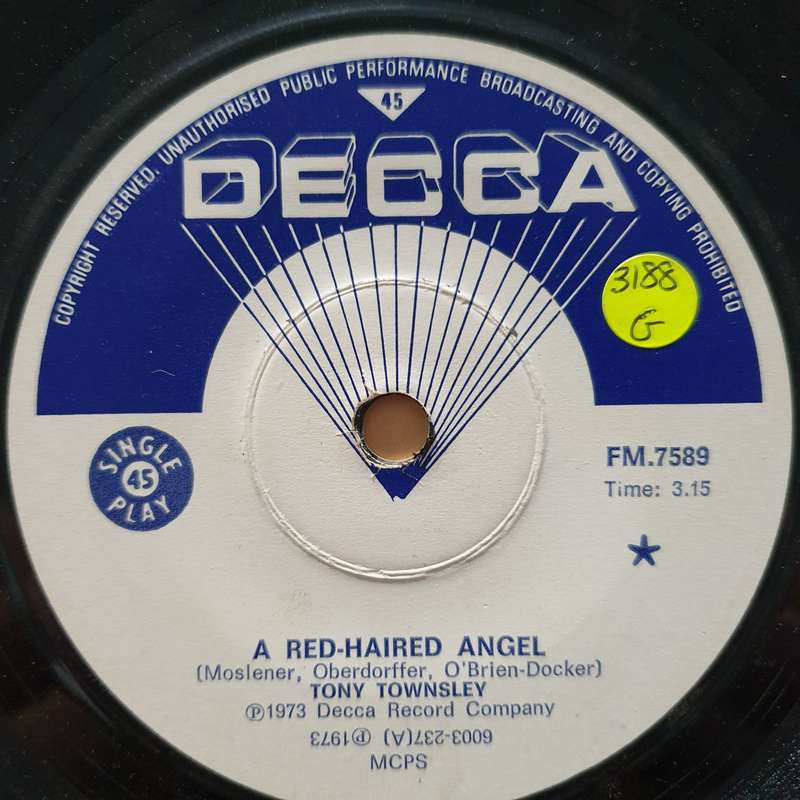 COPYRIGHT RESERVED. UNAUTHORISED PUBLIC PERFORMANCE BROADCASTING AND COPYING PROHIBITED
45
DECCA
3188
G
SINGLE
45
PLAY
FM.7589
Time: 3.15
A RED-HAIRED ANGEL
(Moslener, Oberdorffer, O'Brien-Docker)
TONY TOWNSLEY
℗1973 Decca Record Company
6003-237(A) ℗ 1973
MCPS